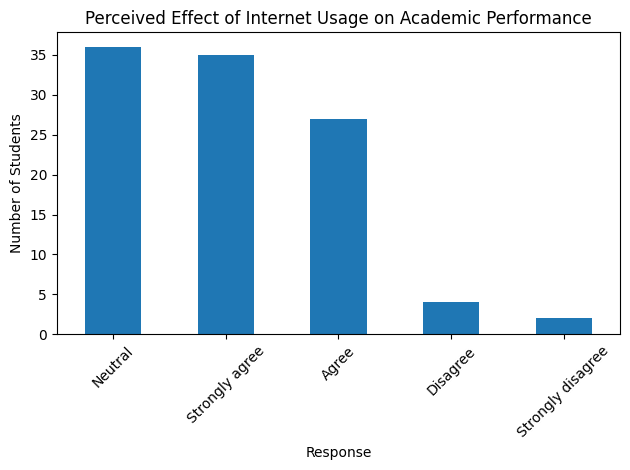 Perceived Effect of Internet Usage on Academic Performance
Number of Students
35
30
25
20
15
10
5
0
Neutral
Strongly agree
Agree
Disagree
Strongly disagree
Response